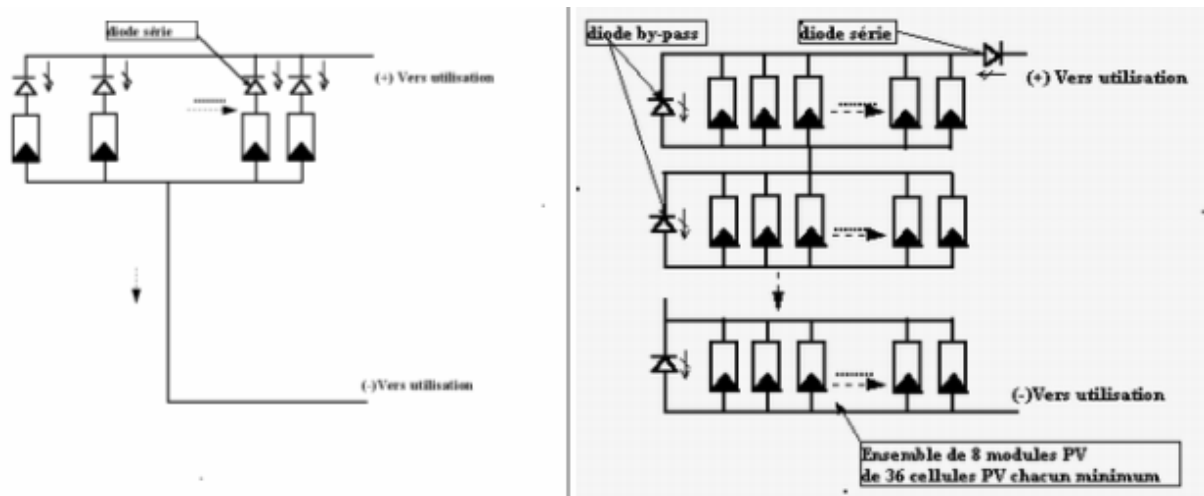 diode série
(+) Vers utilisation
(-)Vers utilisation
diode by-pass
diode série
(+) Vers utilisation
(-)Vers utilisation
Ensemble de 8 modules PV
de 36 cellules PV chacun minimum